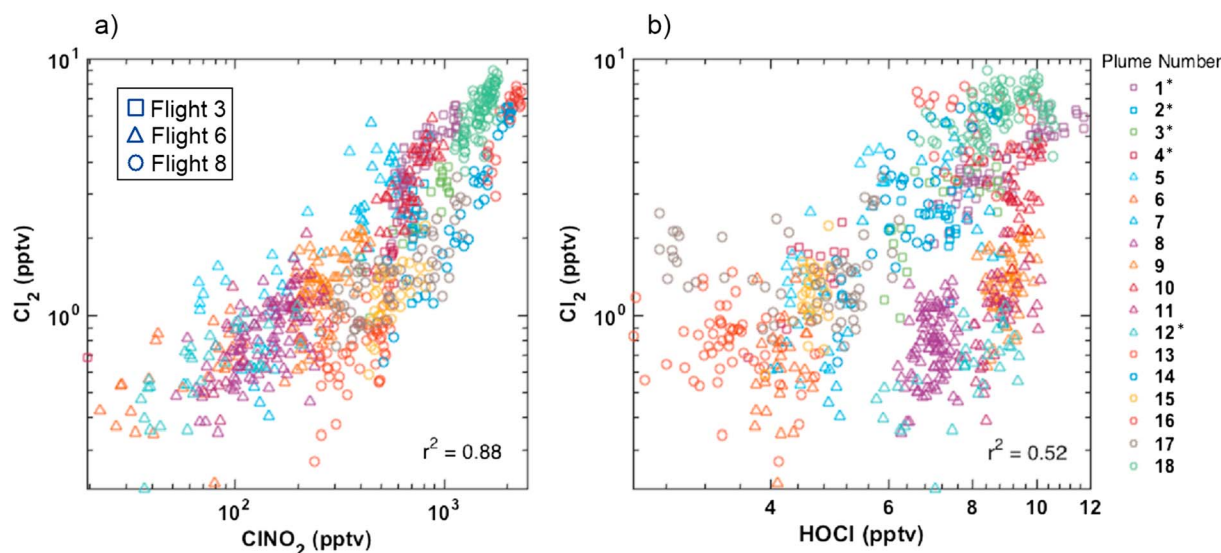 a)
Cl2 (pptv)
10^1
10^0
□ Flight 3
△ Flight 6
○ Flight 8
r2 = 0.88
10^2
10^3
ClNO2 (pptv)
b)
Cl2 (pptv)
10^1
10^0
r2 = 0.52
4
6
8
10
12
HOCl (pptv)
Plume Number
1*
2*
3*
4*
5
6
7
8
9
10
11
12*
13
14
15
16
17
18